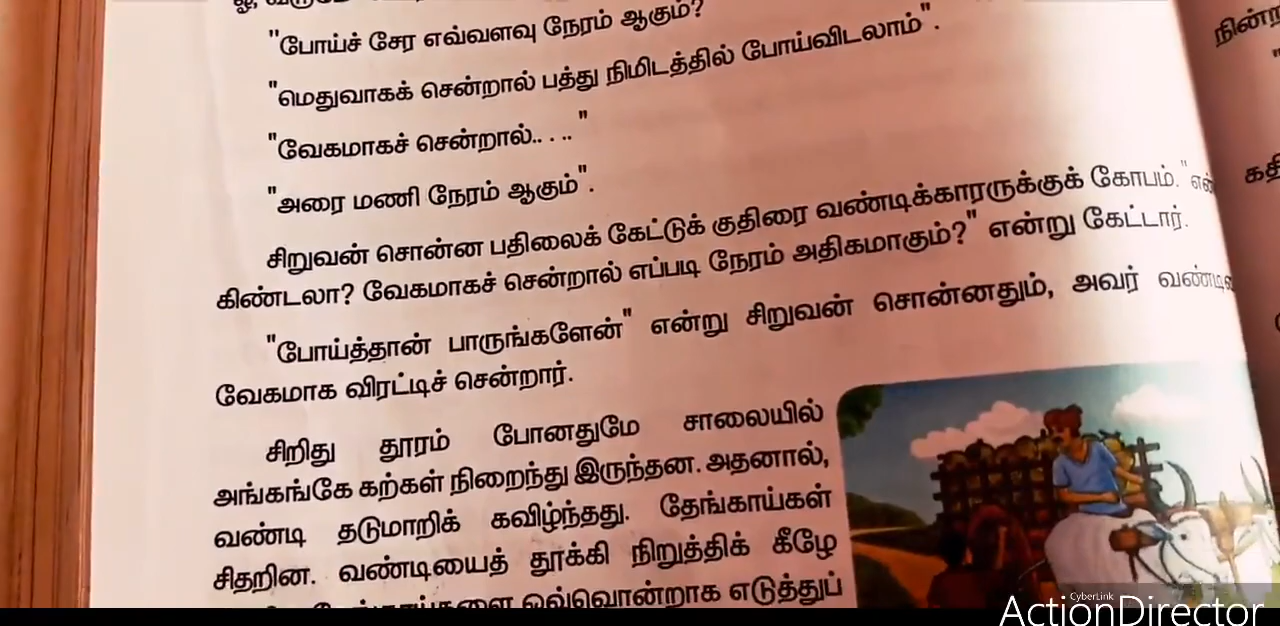 "போய்ச் சேர எவ்வளவு நேரம் ஆகும்?
"மெதுவாகச் சென்றால் பத்து நிமிடத்தில் போய்விடலாம்".
"வேகமாகச் சென்றால்.. . .. "
"அரை மணி நேரம் ஆகும்".
சிறுவன் சொன்ன பதிலைக் கேட்டுக் குதிரை வண்டிக்காரருக்குக் கோபம். "என்
கிண்டலா? வேகமாகச் சென்றால் எப்படி நேரம் அதிகமாகும்?" என்று கேட்டார்.
"போய்த்தான் பாருங்களேன்" என்று சிறுவன் சொன்னதும், அவர்
வேகமாக விரட்டிச் சென்றார்.
சிறிது தூரம் போனதுமே சாலையில்
அங்கங்கே கற்கள் நிறைந்து இருந்தன. அதனால்,
வண்டி தடுமாறிக் கவிழ்ந்தது. தேங்காய்கள்
சிதறின. வண்டியைத் தூக்கி நிறுத்திக் கீழே
ஒவ்வொன்றாக எடுத்துப்
நின்ற
CyberLink
ActionDirector